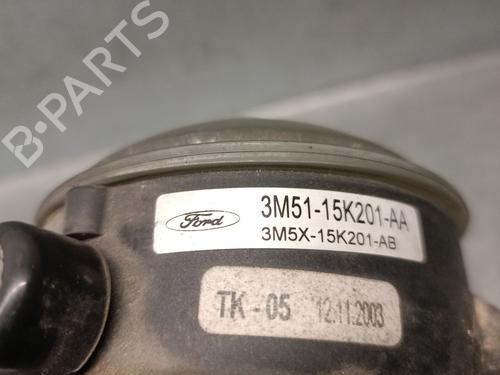 B-PARTS
Ford
3M51-15K201-AA
3M5X-15K201-AB
TK - 05 12.11.2003